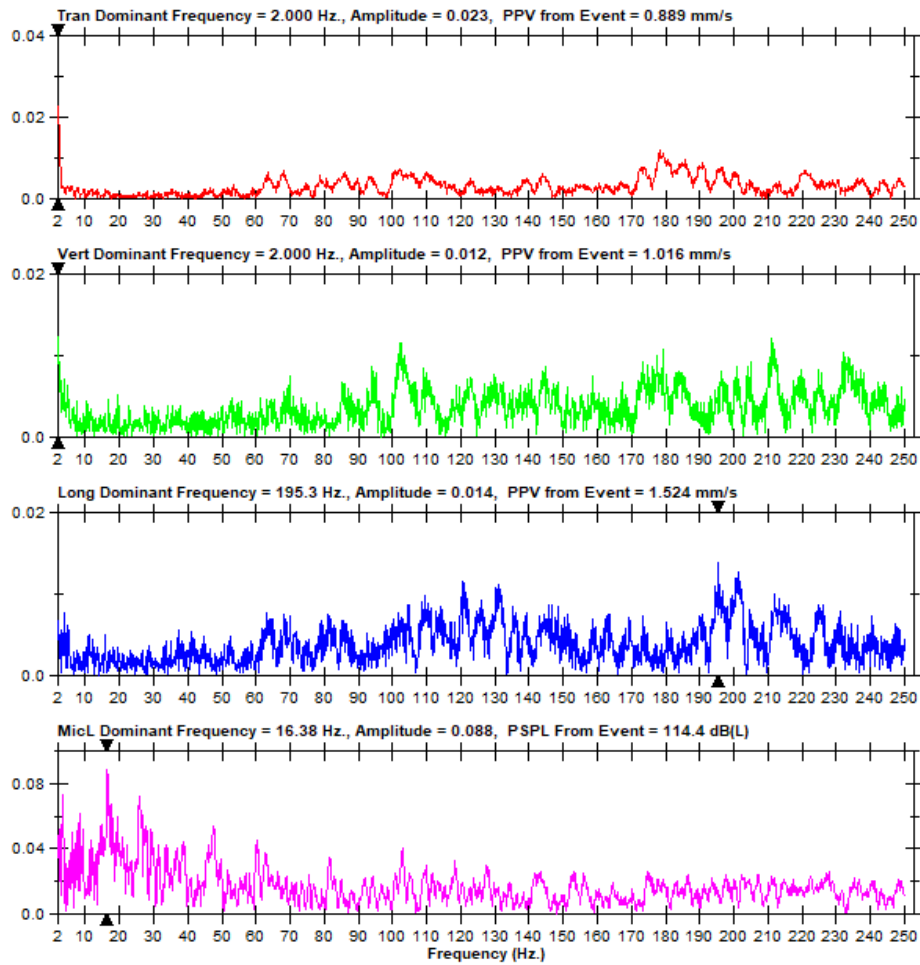 Tran Dominant Frequency = 2.000 Hz., Amplitude = 0.023, PPV from Event = 0.889 mm/s
0.04
0.02
0.0
2 10 20 30 40 50 60 70 80 90 100 110 120 130 140 150 160 170 180 190 200 210 220 230 240 250
Vert Dominant Frequency = 2.000 Hz., Amplitude = 0.012, PPV from Event = 1.016 mm/s
0.02
0.0
2 10 20 30 40 50 60 70 80 90 100 110 120 130 140 150 160 170 180 190 200 210 220 230 240 250
Long Dominant Frequency = 195.3 Hz., Amplitude = 0.014, PPV from Event = 1.524 mm/s
0.02
0.0
2 10 20 30 40 50 60 70 80 90 100 110 120 130 140 150 160 170 180 190 200 210 220 230 240 250
MicL Dominant Frequency = 16.38 Hz., Amplitude = 0.088, PSPL From Event = 114.4 dB(L)
0.08
0.04
0.0
2 10 20 30 40 50 60 70 80 90 100 110 120 130 140 150 160 170 180 190 200 210 220 230 240 250
Frequency (Hz.)